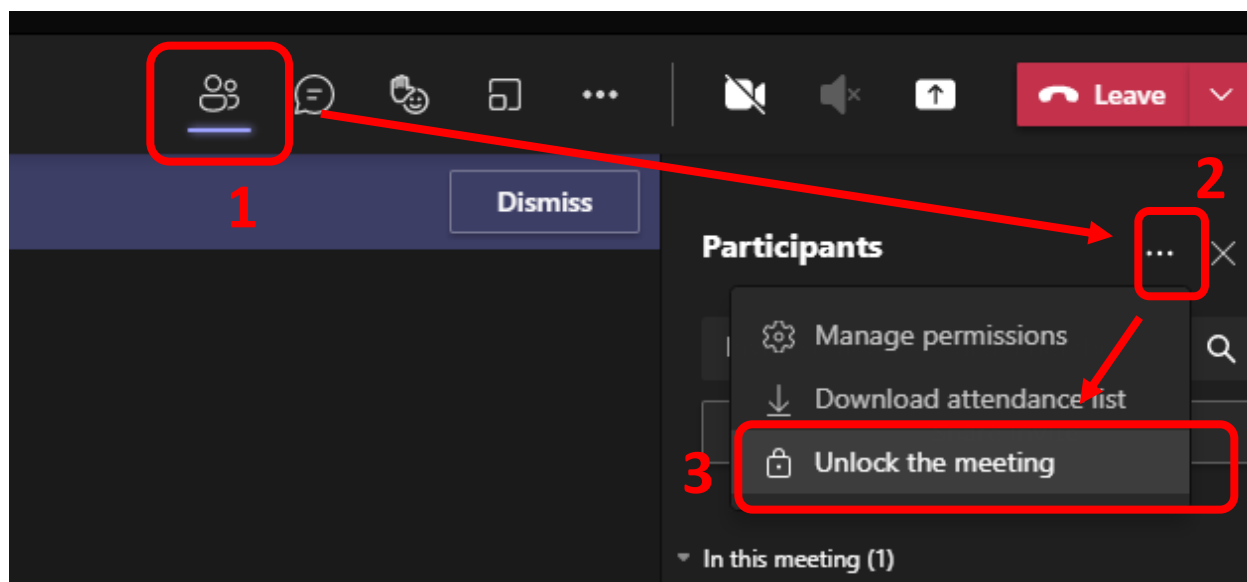 Leave
1
Dismiss
2
Participants
Manage permissions
Download attendance list
3
Unlock the meeting
In this meeting (1)